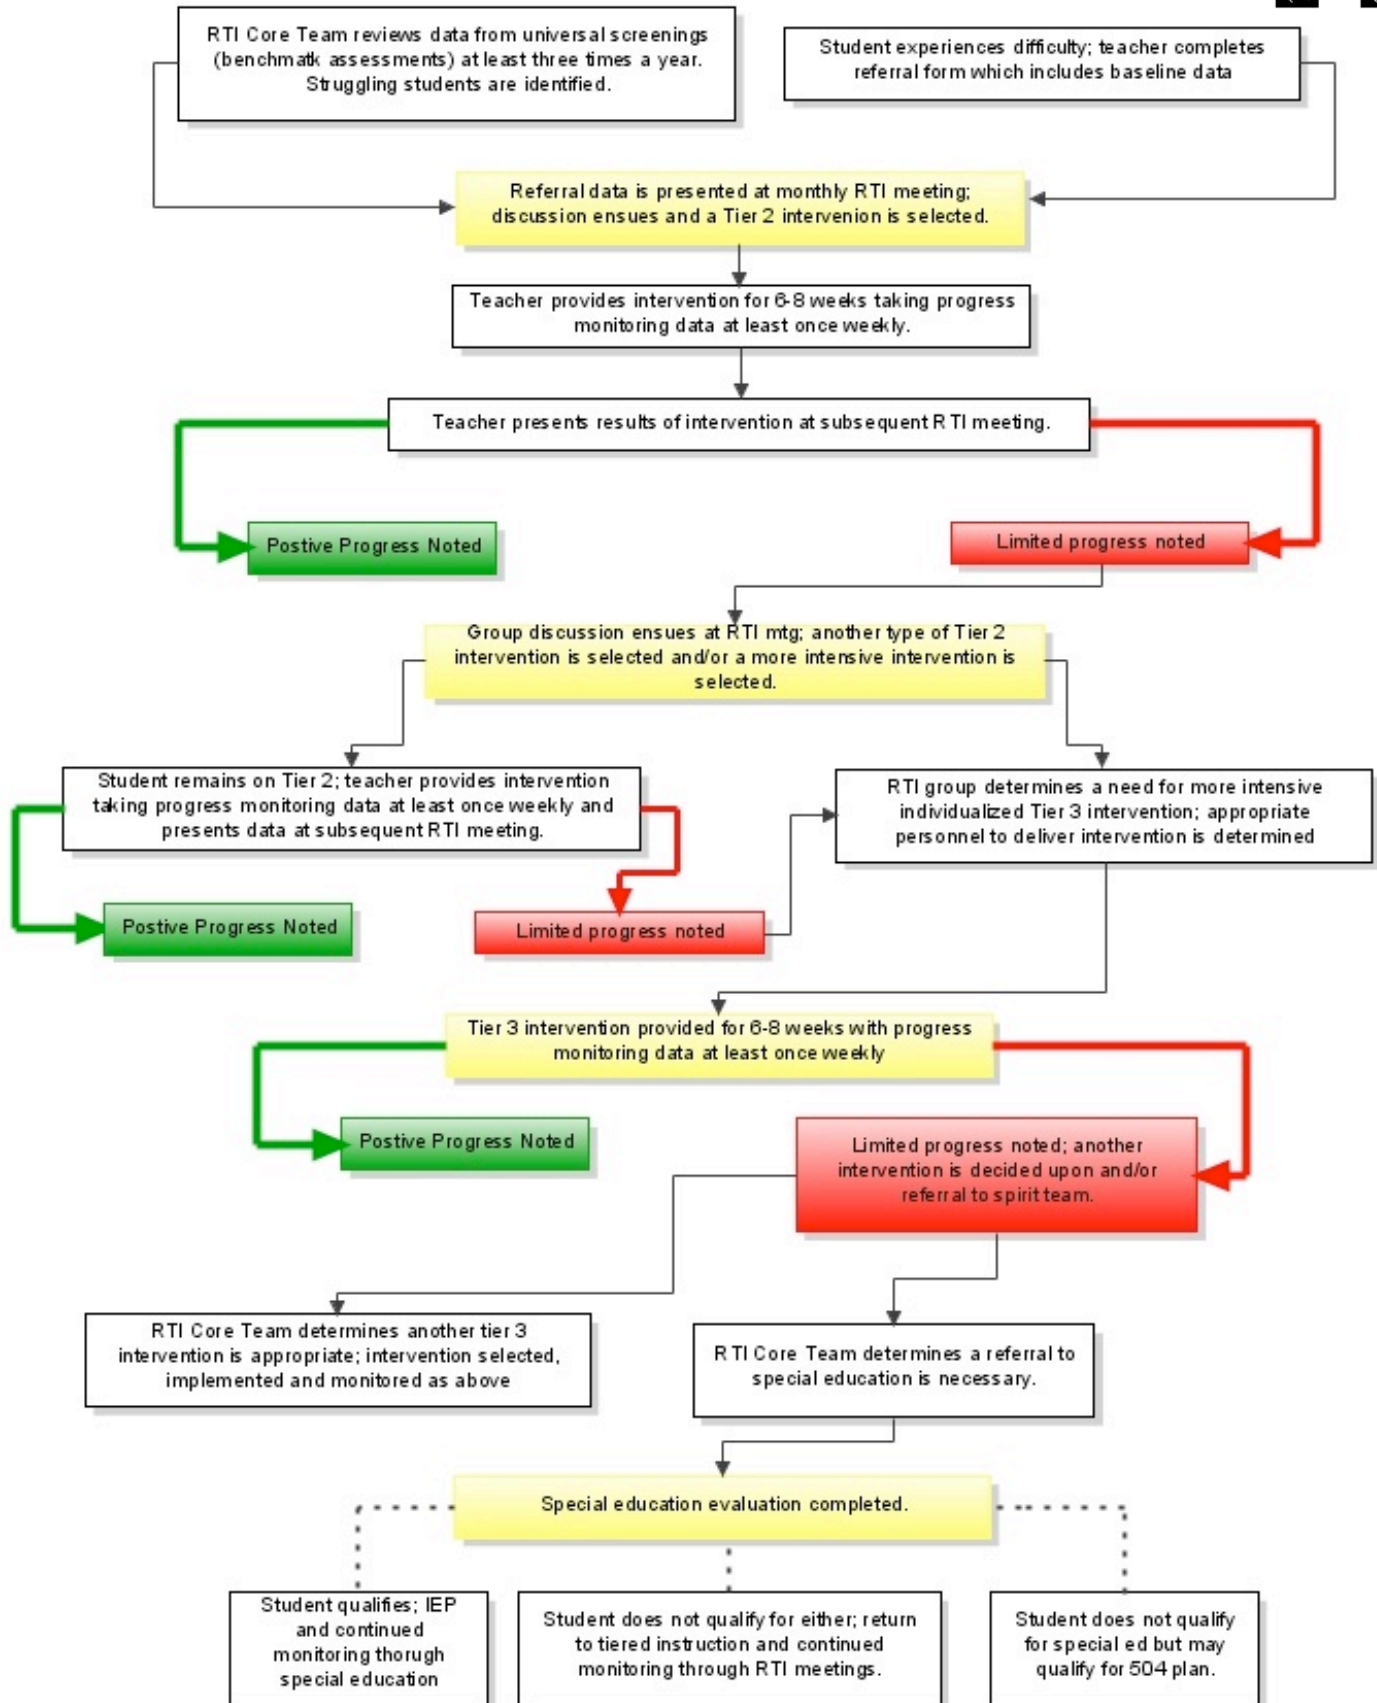 RTI Core Team reviews data from universal screenings
(benchmatk assessments) at least three times a year.
Struggling students are identified.
Student experiences difficulty; teacher completes
referral form which includes baseline data
Referral data is presented at monthly RTI meeting;
discussion ensues and a Tier 2 intervenion is selected.
Teacher provides intervention for 6-8 weeks taking progress
monitoring data at least once weekly.
Teacher presents results of intervention at subsequent RTI meeting.
Postive Progress Noted
Limited progress noted
Group discussion ensues at RTI mtg; another type of Tier 2
intervention is selected and/or a more intensive intervention is
selected.
Student remains on Tier 2; teacher provides intervention
taking progress monitoring data at least once weekly and
presents data at subsequent RTI meeting.
RTI group determines a need for more intensive
individualized Tier 3 intervention; appropriate
personnel to deliver intervention is determined
Postive Progress Noted
Limited progress noted
Tier 3 intervention provided for 6-8 weeks with progress
monitoring data at least once weekly
Postive Progress Noted
Limited progress noted; another
intervention is decided upon and/or
referral to spirit team.
RTI Core Team determines another tier 3
intervention is appropriate; intervention selected,
implemented and monitored as above
RTI Core Team determines a referral to
special education is necessary.
Special education evaluation completed.
Student qualifies; IEP
and continued
monitoring thorugh
special education
Student does not qualify for either; return
to tiered instruction and continued
monitoring through RTI meetings.
Student does not qualify
for special ed but may
qualify for 504 plan.